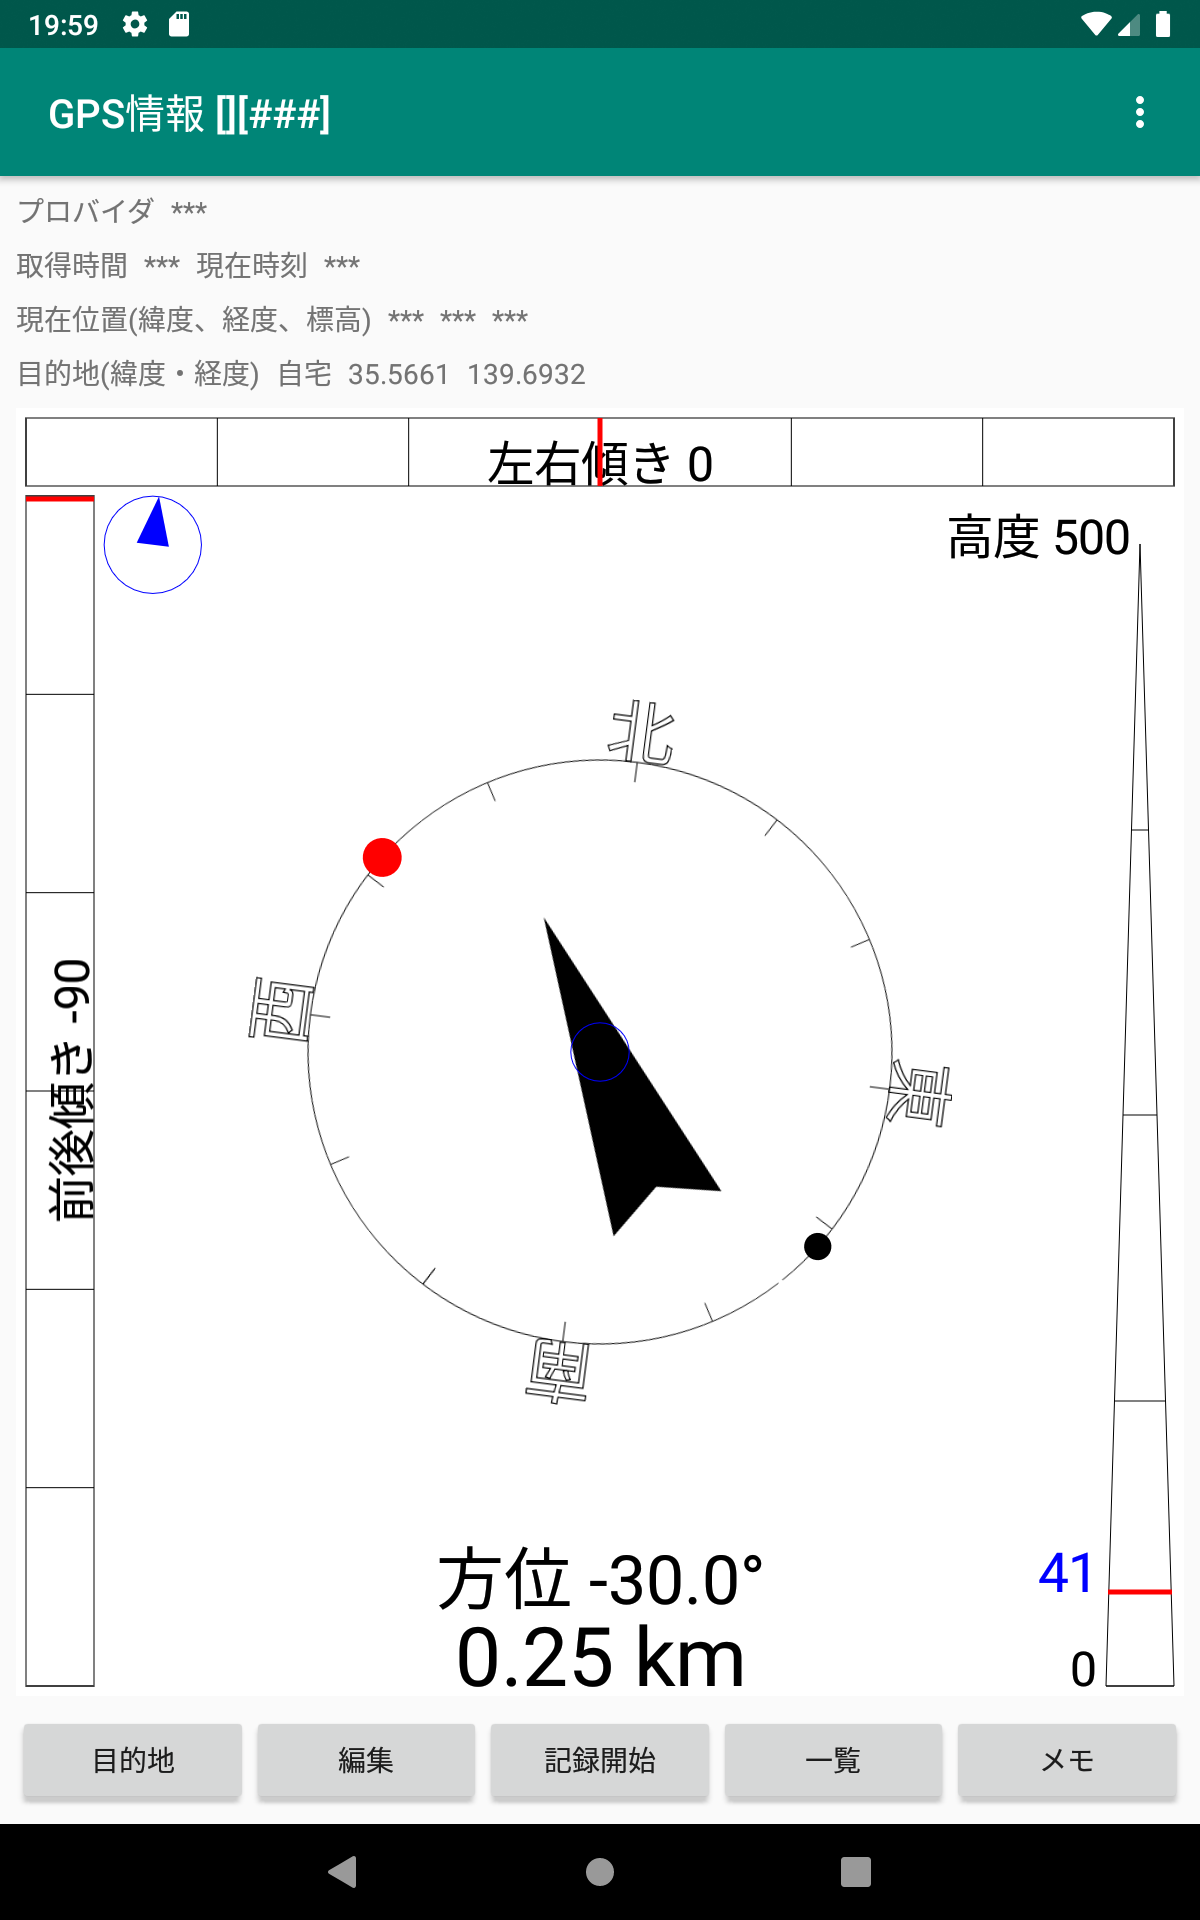 19:59
GPS情報 [][###]
プロバイダ ***
取得時間 *** 現在時刻 ***
現在位置(緯度、経度、標高) *** *** ***
目的地(緯度・経度) 自宅 35.5661 139.6932
左右傾き 0
高度 500
北
西
前後傾き -90
東
南
方位 -30.0°
41
0.25 km
0
目的地
編集
記録開始
一覧
メモ